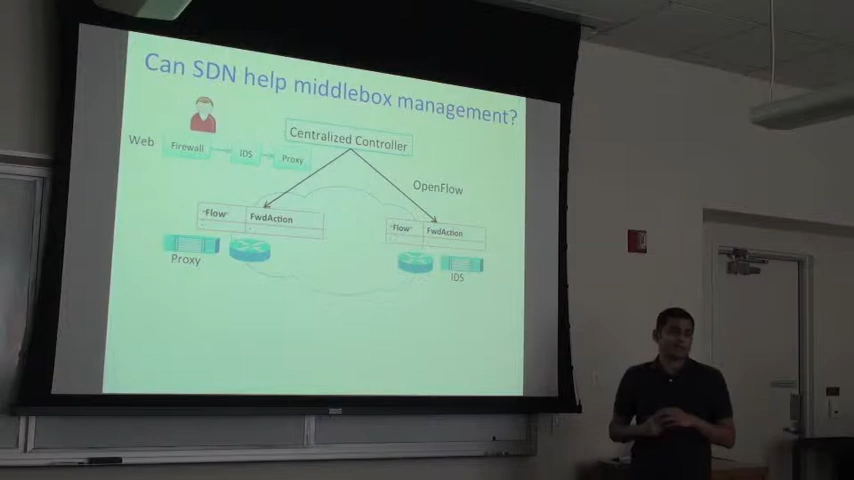 Can SDN help middlebox management?
Centralized Controller
Web
Firewall
IDS
Proxy
OpenFlow
"Flow" FwdAction
"Flow" FwdAction
Proxy
IDS